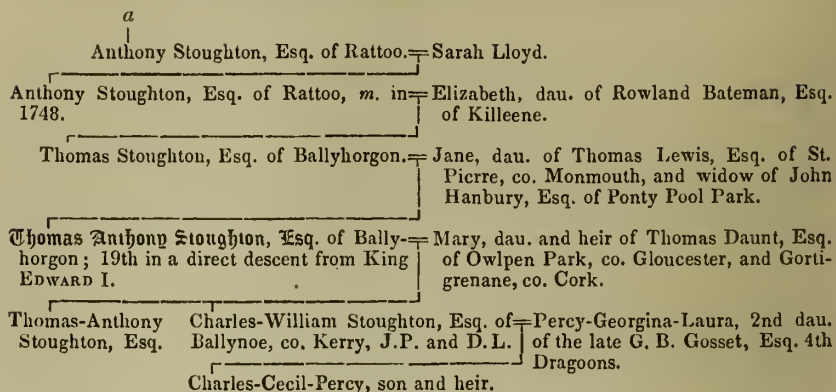 a
Anthony Stoughton, Esq. of Rattoo. = Sarah Lloyd.
Anthony Stoughton, Esq. of Rattoo, m. in = Elizabeth, dau. of Rowland Bateman, Esq.
1748. of Killeene.
Thomas Stoughton, Esq. of Ballyhorgon. = Jane, dau. of Thomas Lewis, Esq. of St.
Pierre, co. Monmouth, and widow of John
Hanbury, Esq. of Ponty Pool Park.
Thomas Anthony Stoughton, Esq. of Bally- = Mary, dau. and heir of Thomas Daunt, Esq.
horgon; 19th in a direct descent from King of Owlpen Park, co. Gloucester, and Gorti-
EDWARD I. grenane, co. Cork.
Thomas-Anthony Charles-William Stoughton, Esq. of = Percy-Georgina-Laura, 2nd dau.
Stoughton, Esq. Ballynoe, co. Kerry, J.P. and D.L. of the late G. B. Gosset, Esq. 4th
Dragoons.
Charles-Cecil-Percy, son and heir.